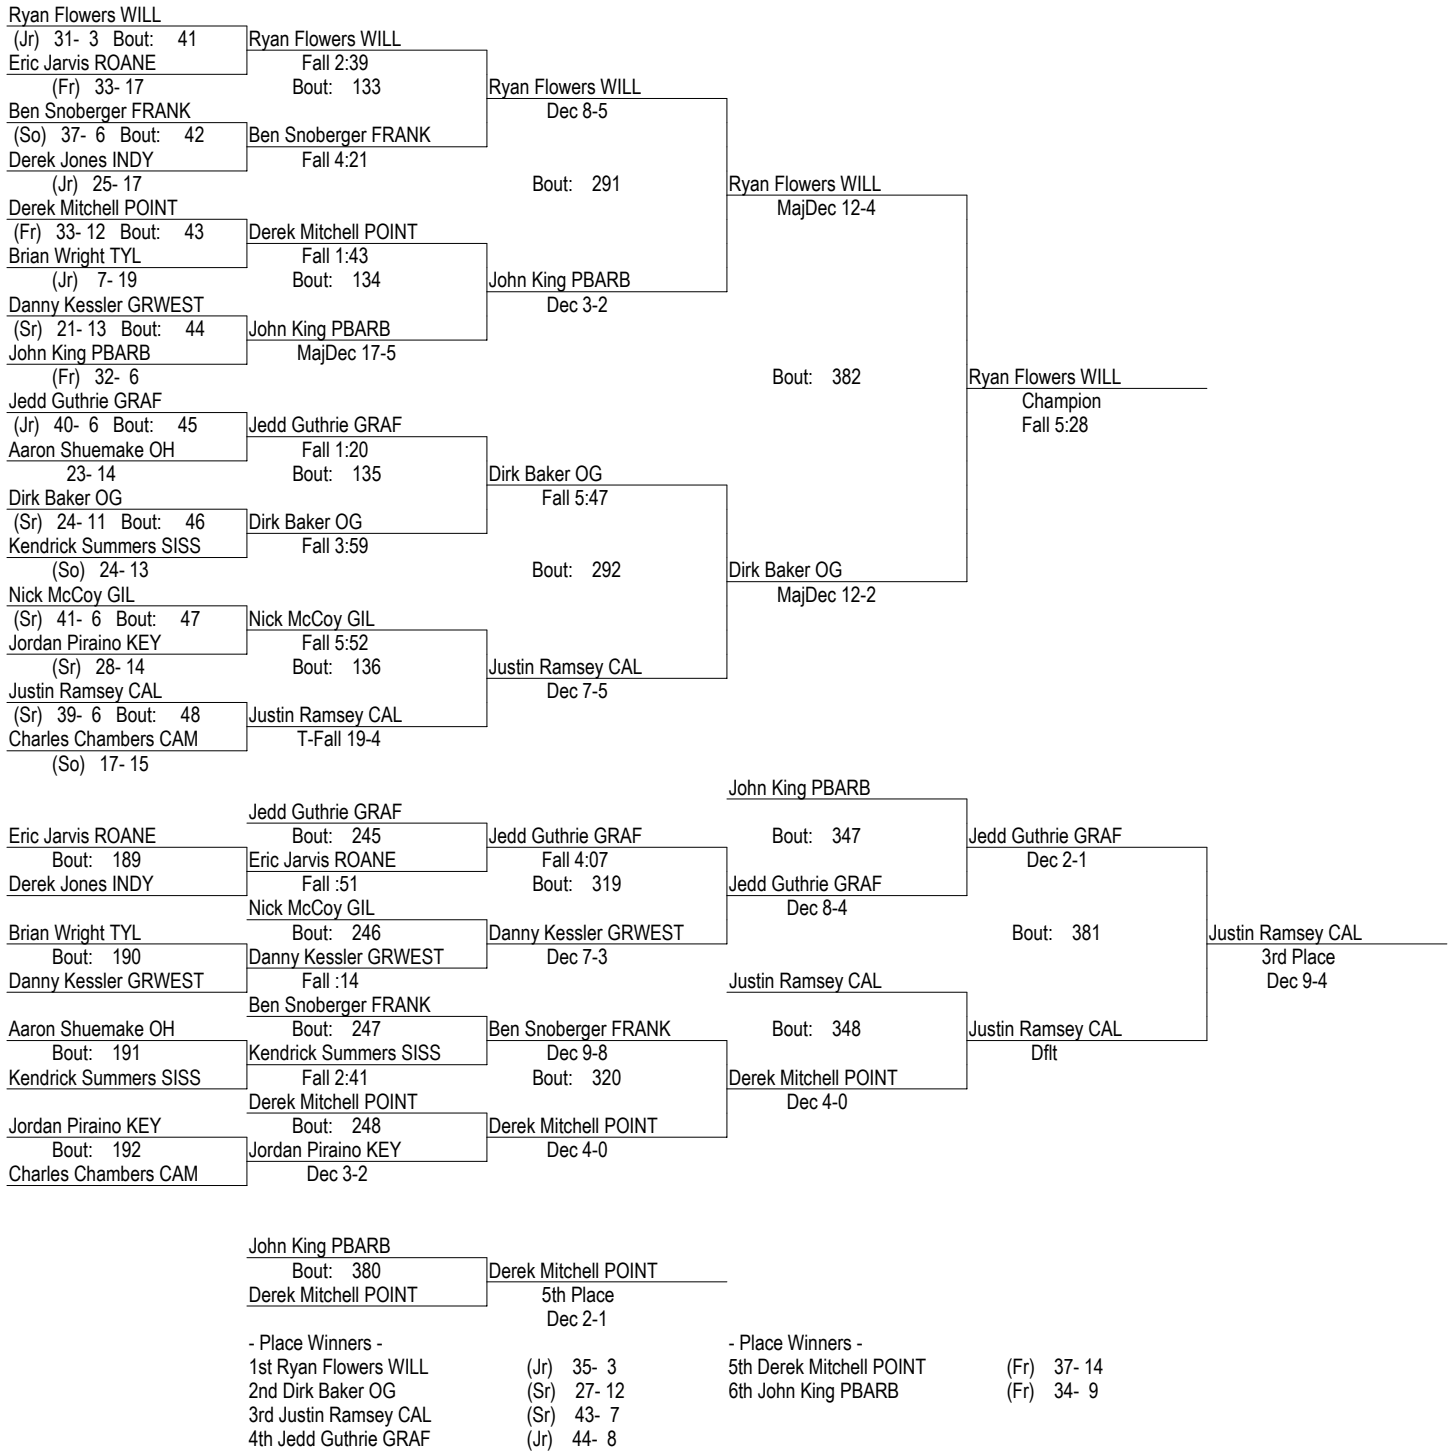 Ryan Flowers WILL
(Jr) 31- 3 Bout: 41 Ryan Flowers WILL
Eric Jarvis ROANE Fall 2:39
(Fr) 33- 17 Bout: 133 Ryan Flowers WILL
Ben Snoberger FRANK Dec 8-5
(So) 37- 6 Bout: 42 Ben Snoberger FRANK
Derek Jones INDY Fall 4:21
(Jr) 25- 17 Bout: 291 Ryan Flowers WILL
Derek Mitchell POINT MajDec 12-4
(Fr) 33- 12 Bout: 43 Derek Mitchell POINT
Brian Wright TYL Fall 1:43
(Jr) 7- 19 Bout: 134 John King PBARB
Danny Kessler GRWEST Dec 3-2
(Sr) 21- 13 Bout: 44 John King PBARB
John King PBARB MajDec 17-5
(Fr) 32- 6 Bout: 382 Ryan Flowers WILL
Jedd Guthrie GRAF Champion
(Jr) 40- 6 Bout: 45 Jedd Guthrie GRAF Fall 5:28
Aaron Shuemake OH Fall 1:20
23- 14 Bout: 135 Dirk Baker OG
Dirk Baker OG Fall 5:47
(Sr) 24- 11 Bout: 46 Dirk Baker OG
Kendrick Summers SISS Fall 3:59
(So) 24- 13 Bout: 292 Dirk Baker OG
Nick McCoy GIL MajDec 12-2
(Sr) 41- 6 Bout: 47 Nick McCoy GIL
Jordan Piraino KEY Fall 5:52
(Sr) 28- 14 Bout: 136 Justin Ramsey CAL
Justin Ramsey CAL Dec 7-5
(Sr) 39- 6 Bout: 48 Justin Ramsey CAL
Charles Chambers CAM T-Fall 19-4
(So) 17- 15
John King PBARB
Jedd Guthrie GRAF
Eric Jarvis ROANE Bout: 245 Jedd Guthrie GRAF Bout: 347 Jedd Guthrie GRAF
Bout: 189 Eric Jarvis ROANE Fall 4:07 Dec 2-1
Derek Jones INDY Fall :51 Bout: 319 Jedd Guthrie GRAF
Nick McCoy GIL Dec 8-4
Brian Wright TYL Bout: 246 Danny Kessler GRWEST Bout: 381 Justin Ramsey CAL
Bout: 190 Danny Kessler GRWEST Dec 7-3 3rd Place
Danny Kessler GRWEST Fall :14 Justin Ramsey CAL Dec 9-4
Ben Snoberger FRANK
Aaron Shuemake OH Bout: 247 Ben Snoberger FRANK Bout: 348 Justin Ramsey CAL
Bout: 191 Kendrick Summers SISS Dec 9-8 Dflt
Kendrick Summers SISS Fall 2:41 Bout: 320 Derek Mitchell POINT
Derek Mitchell POINT Dec 4-0
Jordan Piraino KEY Bout: 248 Derek Mitchell POINT
Bout: 192 Jordan Piraino KEY Dec 4-0
Charles Chambers CAM Dec 3-2
John King PBARB
Bout: 380 Derek Mitchell POINT
Derek Mitchell POINT 5th Place
Dec 2-1
- Place Winners - - Place Winners -
1st Ryan Flowers WILL (Jr) 35- 3 5th Derek Mitchell POINT (Fr) 37- 14
2nd Dirk Baker OG (Sr) 27- 12 6th John King PBARB (Fr) 34- 9
3rd Justin Ramsey CAL (Sr) 43- 7
4th Jedd Guthrie GRAF (Jr) 44- 8